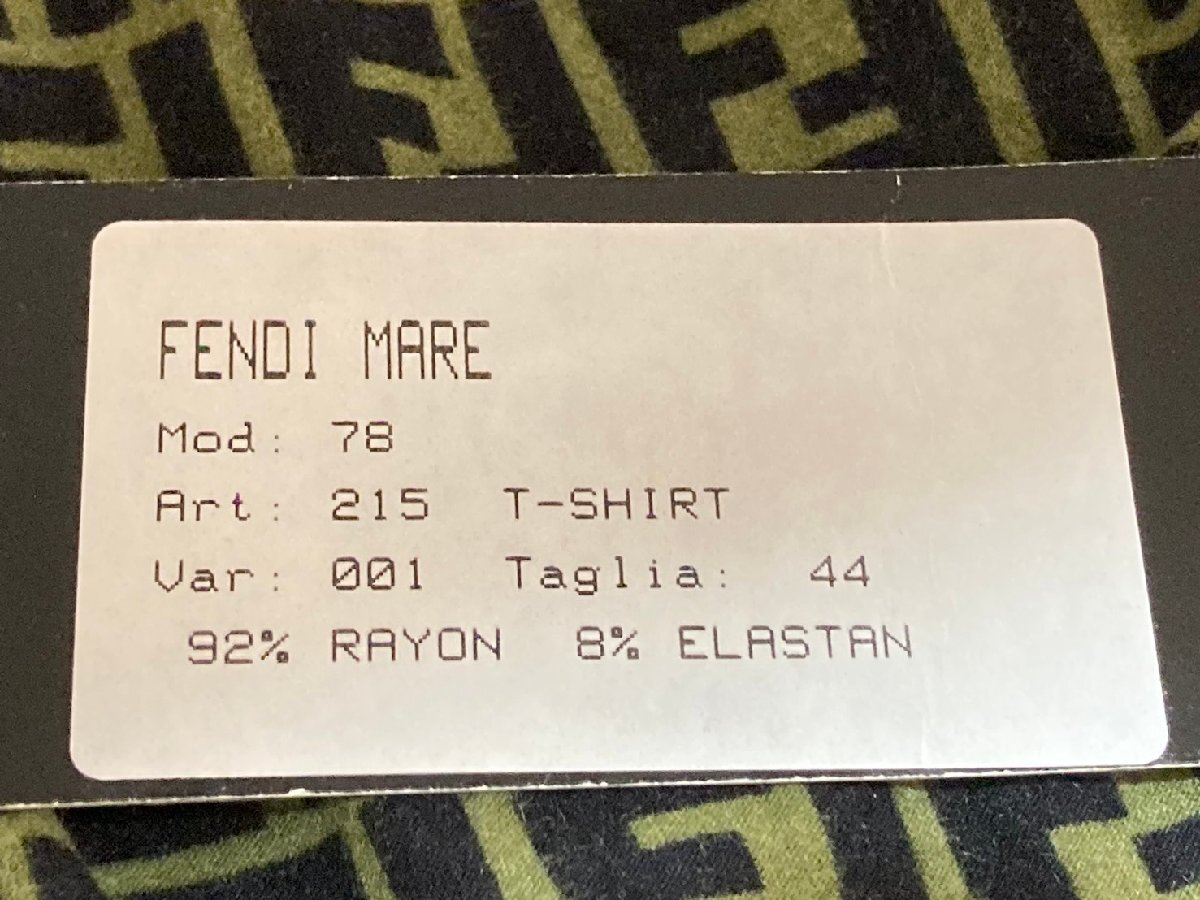 FENDI MARE
Mod: 78
Art: 215 T-SHIRT
Var: 001 Taglia: 44
92% RAYON 8% ELASTAN